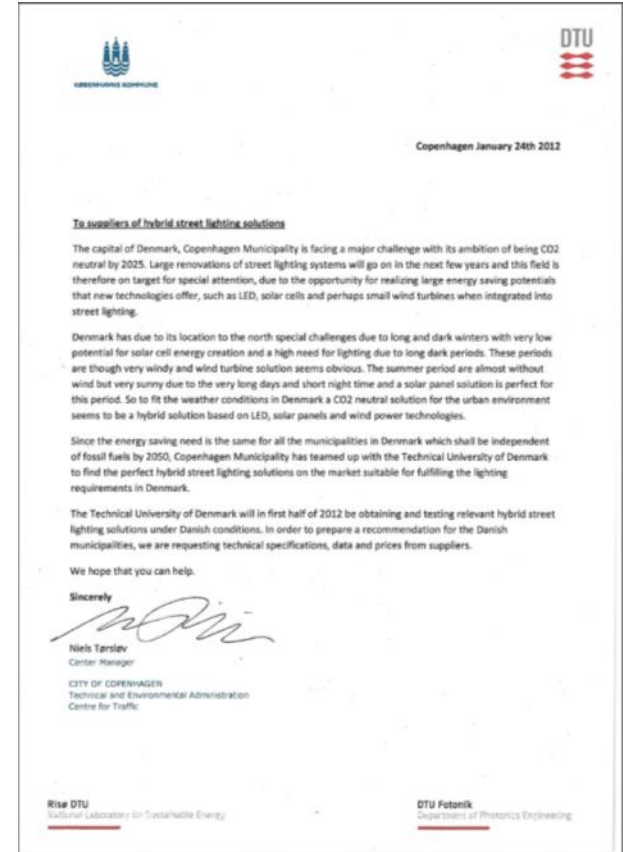 DTU
KØBENHAVNS KOMMUNE
Copenhagen January 24th 2012
To suppliers of hybrid street lighting solutions
The capital of Denmark, Copenhagen Municipality is facing a major challenge with its ambition of being CO2
neutral by 2025. Large renovations of street lighting systems will go on in the next few years and this field is
therefore on target for special attention, due to the opportunity for realizing large energy saving potentials
that new technologies offer, such as LED, solar cells and perhaps small wind turbines when integrated into
street lighting.
Denmark has due to its location to the north special challenges due to long and dark winters with very low
potential for solar cell energy creation and a high need for lighting due to long dark periods. These periods
are though very windy and wind turbine solution seems obvious. The summer period are almost without
wind but very sunny due to the very long days and short night time and a solar panel solution is perfect for
this period. So to fit the weather conditions in Denmark a CO2 neutral solution for the urban environment
seems to be a hybrid solution based on LED, solar panels and wind power technologies.
Since the energy saving need is the same for all the municipalities in Denmark which shall be independent
of fossil fuels by 2050, Copenhagen Municipality has teamed up with the Technical University of Denmark
to find the perfect hybrid street lighting solutions on the market suitable for fulfilling the lighting
requirements in Denmark.
The Technical University of Denmark will in first half of 2012 be obtaining and testing relevant hybrid street
lighting solutions under Danish conditions. In order to prepare a recommendation for the Danish
municipalities, we are requesting technical specifications, data and prices from suppliers.
We hope that you can help.
Sincerely
Niels Tørsløv
Center Manager
CITY OF COPENHAGEN
Technical and Environmental Administration
Centre for Traffic
Risø DTU
National Laboratory for Sustainable Energy
DTU Fotonik
Department of Photonics Engineering